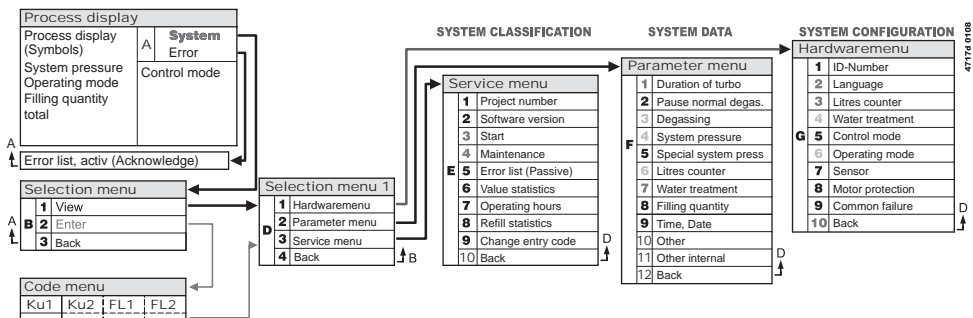 Process display
Process display
(Symbols)
System pressure
Operating mode
Filling quantity
total
A
System
Error
Control mode
A
Error list, activ (Acknowledge)
Selection menu
A
B
1 View
2 Enter
3 Back
Code menu
Ku1 Ku2 FL1 FL2
Selection menu 1
D
1 Hardwaremenu
2 Parameter menu
3 Service menu
4 Back
B
SYSTEM CLASSIFICATION
Service menu
E
1 Project number
2 Software version
3 Start
4 Maintenance
5 Error list (Passive)
6 Value statistics
7 Operating hours
8 Refill statistics
9 Change entry code
10 Back
D
SYSTEM DATA
Parameter menu
F
1 Duration of turbo
2 Pause normal degas.
3 Degassing
4 System pressure
5 Special system press
6 Litres counter
7 Water treatment
8 Filling quantity
9 Time, Date
10 Other
11 Other internal
12 Back
D
SYSTEM CONFIGURATION
Hardwaremenu
G
1 ID-Number
2 Language
3 Litres counter
4 Water treatment
5 Control mode
6 Operating mode
7 Sensor
8 Motor protection
9 Common failure
10 Back
D
4717d 0108